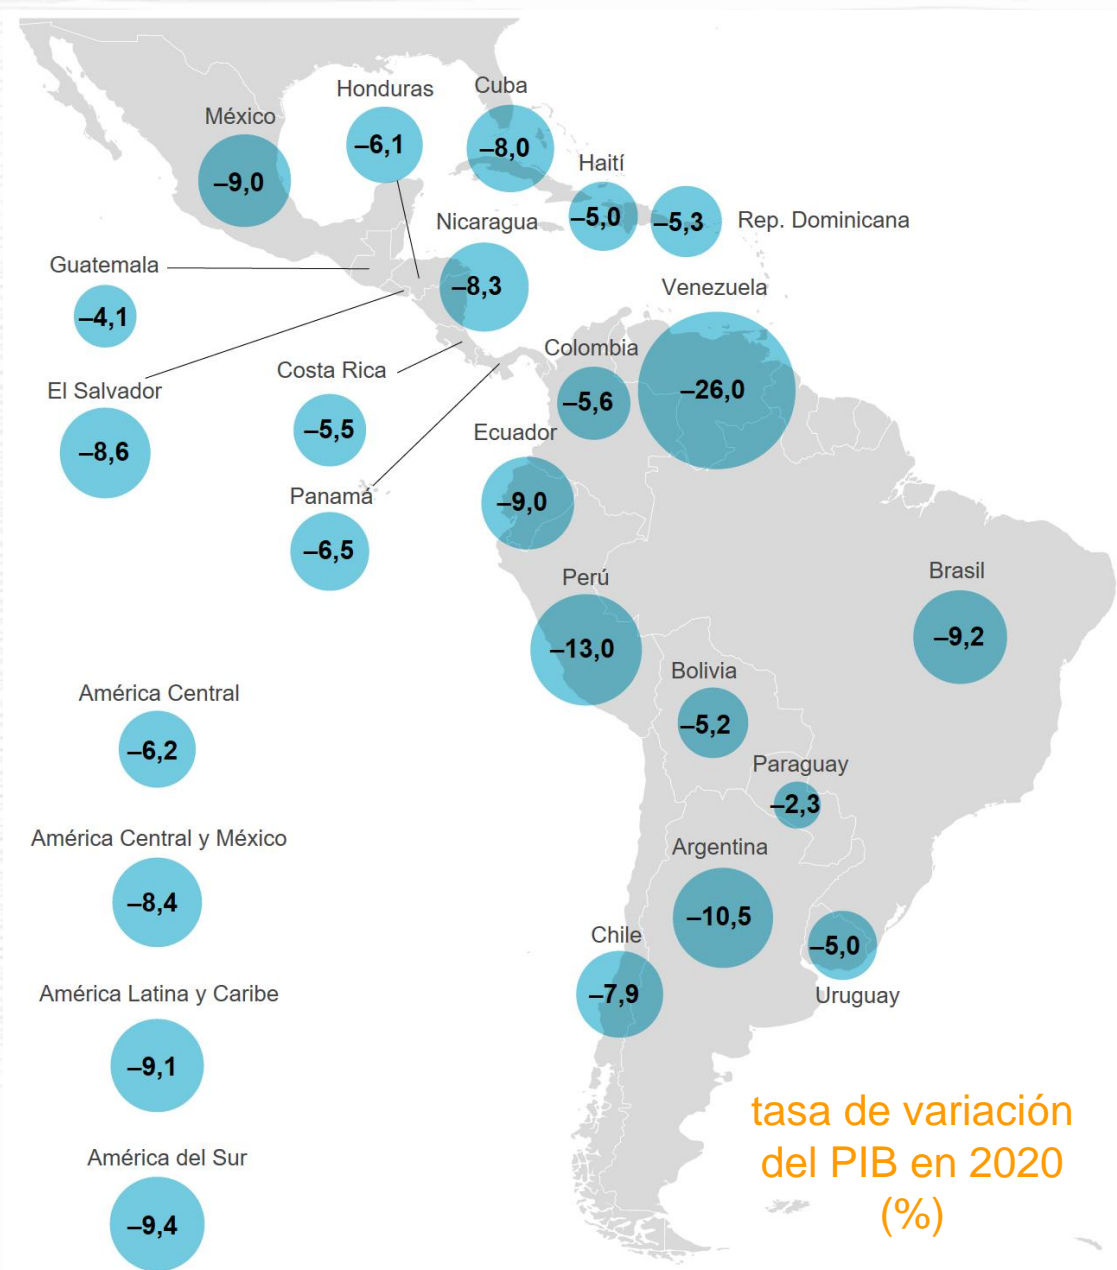 Honduras
Cuba
México
–6,1
–8,0
Haití
–9,0
–5,0
–5,3
Rep. Dominicana
Nicaragua
Guatemala
–8,3
Venezuela
–4,1
Colombia
Costa Rica
–26,0
El Salvador
–5,6
–5,5
Ecuador
–8,6
Panamá
–9,0
–6,5
Perú
Brasil
–13,0
–9,2
Bolivia
América Central
–5,2
–6,2
Paraguay
–2,3
América Central y México
Argentina
–8,4
–10,5
Chile
–5,0
América Latina y Caribe
–7,9
Uruguay
–9,1
tasa de variación
del PIB en 2020
(%)
América del Sur
–9,4